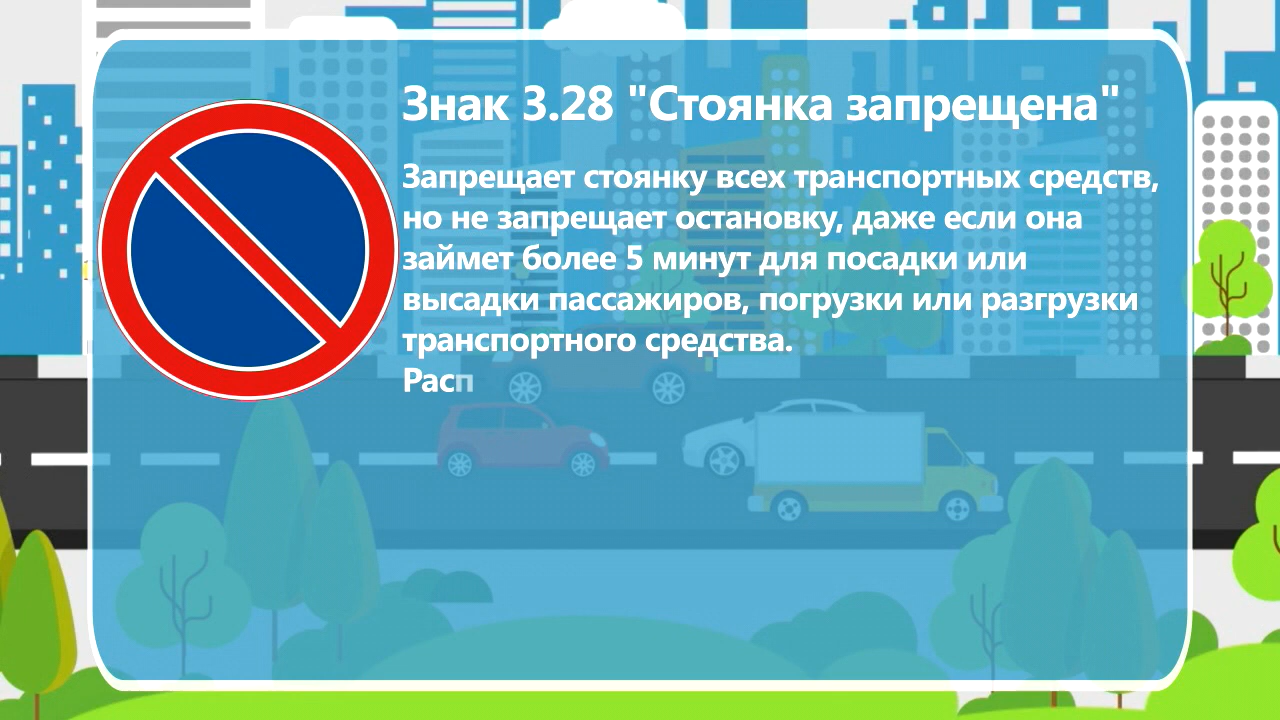 Знак 3.28 "Стоянка запрещена"
Запрещает стоянку всех транспортных средств,
но не запрещает остановку, даже если она
займет более 5 минут для посадки или
высадки пассажиров, погрузки или разгрузки
транспортного средства.
Расп